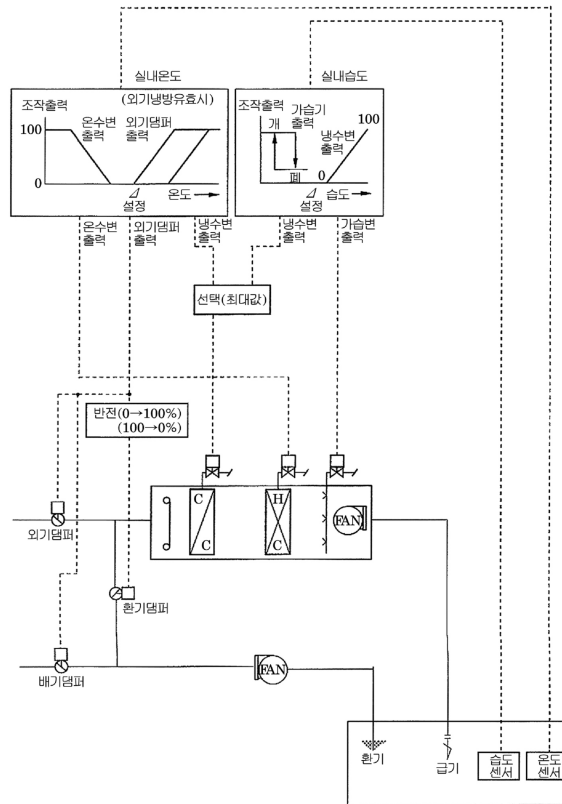 실내온도
실내습도
조작출력
(외기냉방유효시)
100
온수변
출력
외기댐퍼
출력
0
설정
온도
조작출력
개
가습기
출력
100
냉수변
출력
폐
0
설정
습도
온수변
출력
외기댐퍼
출력
냉수변
출력
냉수변
출력
가습변
출력
선택(최대값)
반전(0→100%)
(100→0%)
C
C
H
C
FAN
외기댐퍼
환기댐퍼
배기댐퍼
FAN
환기
급기
습도
센서
온도
센서